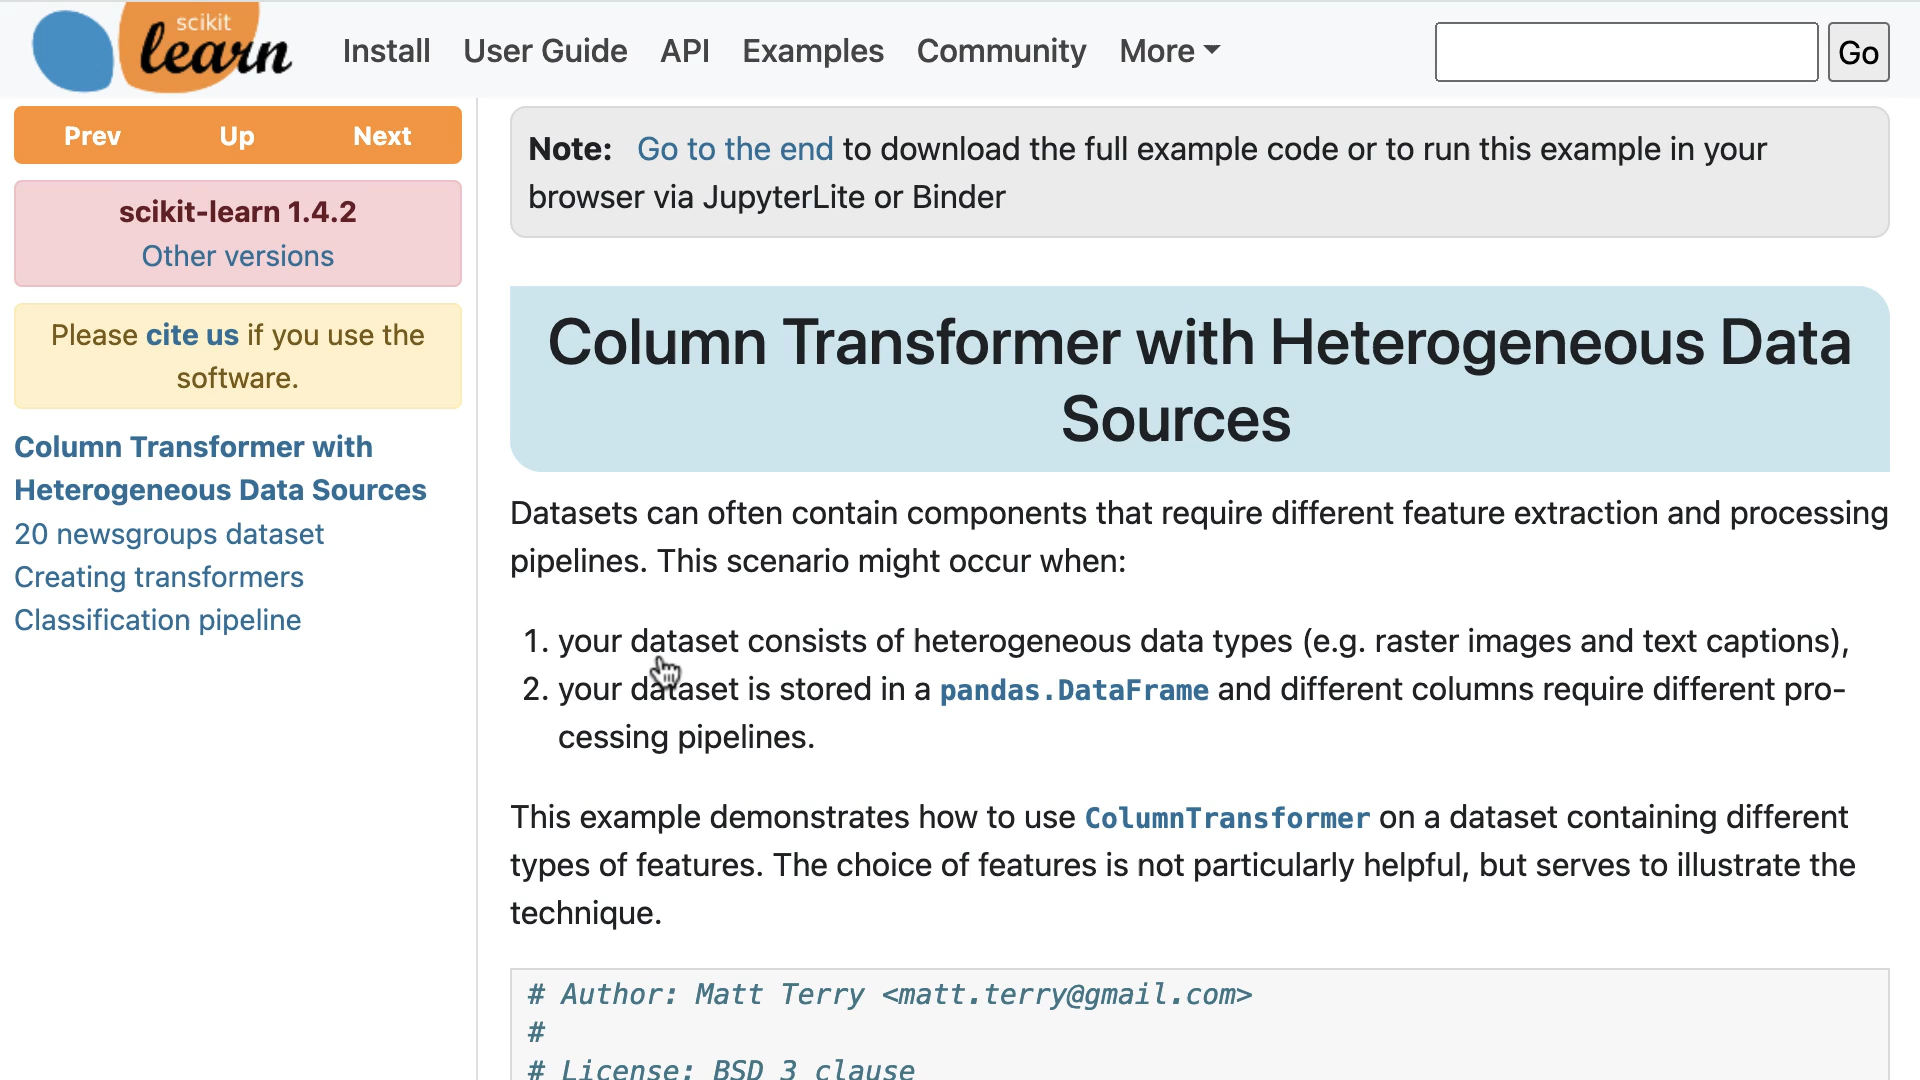 scikit
learn
Install User Guide API Examples Community More
Go
Prev Up Next
scikit-learn 1.4.2
Other versions
Please cite us if you use the
software.
Column Transformer with
Heterogeneous Data Sources
20 newsgroups dataset
Creating transformers
Classification pipeline
Note: Go to the end to download the full example code or to run this example in your
browser via JupyterLite or Binder
Column Transformer with Heterogeneous Data
Sources
Datasets can often contain components that require different feature extraction and processing
pipelines. This scenario might occur when:
1. your dataset consists of heterogeneous data types (e.g. raster images and text captions),
2. your dataset is stored in a pandas.DataFrame and different columns require different pro-
cessing pipelines.
This example demonstrates how to use ColumnTransformer on a dataset containing different
types of features. The choice of features is not particularly helpful, but serves to illustrate the
technique.
# Author: Matt Terry <matt.terry@gmail.com>
#
# License: BSD 3 clause